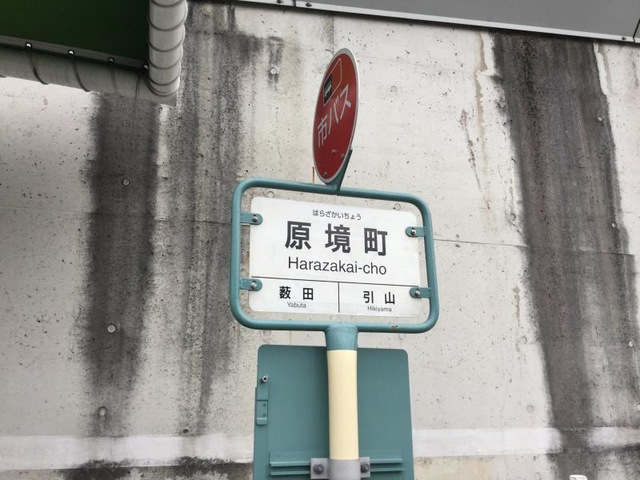 市バス
はらざかいちょう
原境町
Harazakai-cho
薮田
Yabuta
引山
Hikiyama